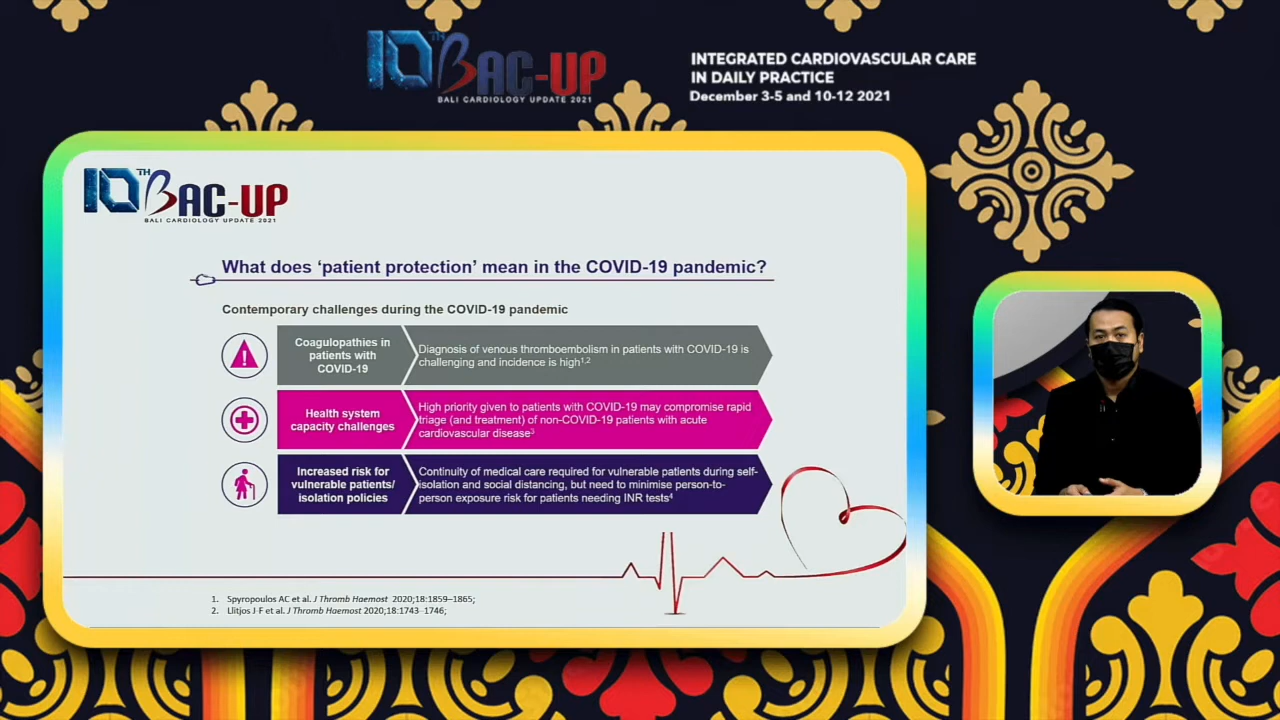 10TH BAC-UP
BALI CARDIOLOGY UPDATE 2021
INTEGRATED CARDIOVASCULAR CARE
IN DAILY PRACTICE
December 3-5 and 10-12 2021
10TH BAC-UP
BALI CARDIOLOGY UPDATE 2021
What does ‘patient protection’ mean in the COVID-19 pandemic?
Contemporary challenges during the COVID-19 pandemic
Coagulopathies in
patients with
COVID-19
Diagnosis of venous thromboembolism in patients with COVID-19 is
challenging and incidence is high1,2
Health system
capacity challenges
High priority given to patients with COVID-19 may compromise rapid
triage (and treatment) of non-COVID-19 patients with acute
cardiovascular disease3
Increased risk for
vulnerable patients/
isolation policies
Continuity of medical care required for vulnerable patients during self-
isolation and social distancing, but need to minimise person-to-
person exposure risk for patients needing INR tests4
1. Spyropoulos AC et al. J Thromb Haemost 2020;18:1859–1865;
2. Llitjos J-F et al. J Thromb Haemost 2020;18:1743–1746;